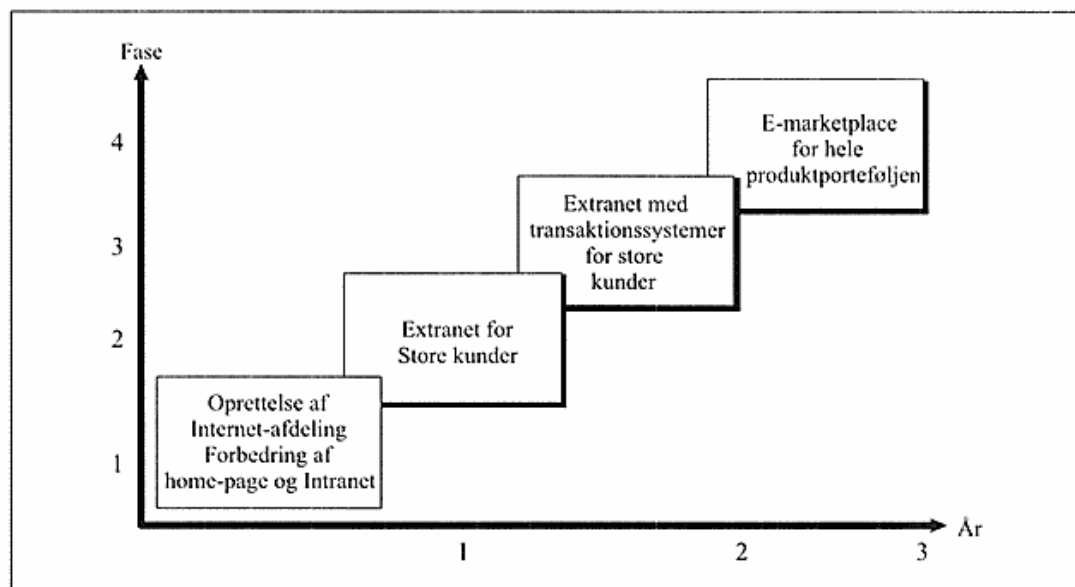 Fase
4
E-marketplace
for hele
produktporteføljen
3
Extranet med
transaktionssystemer
for store
kunder
2
Extranet for
Store kunder
1
Oprettelse af
Internet-afdeling
Forbedring af
home-page og Intranet
År
1
2
3